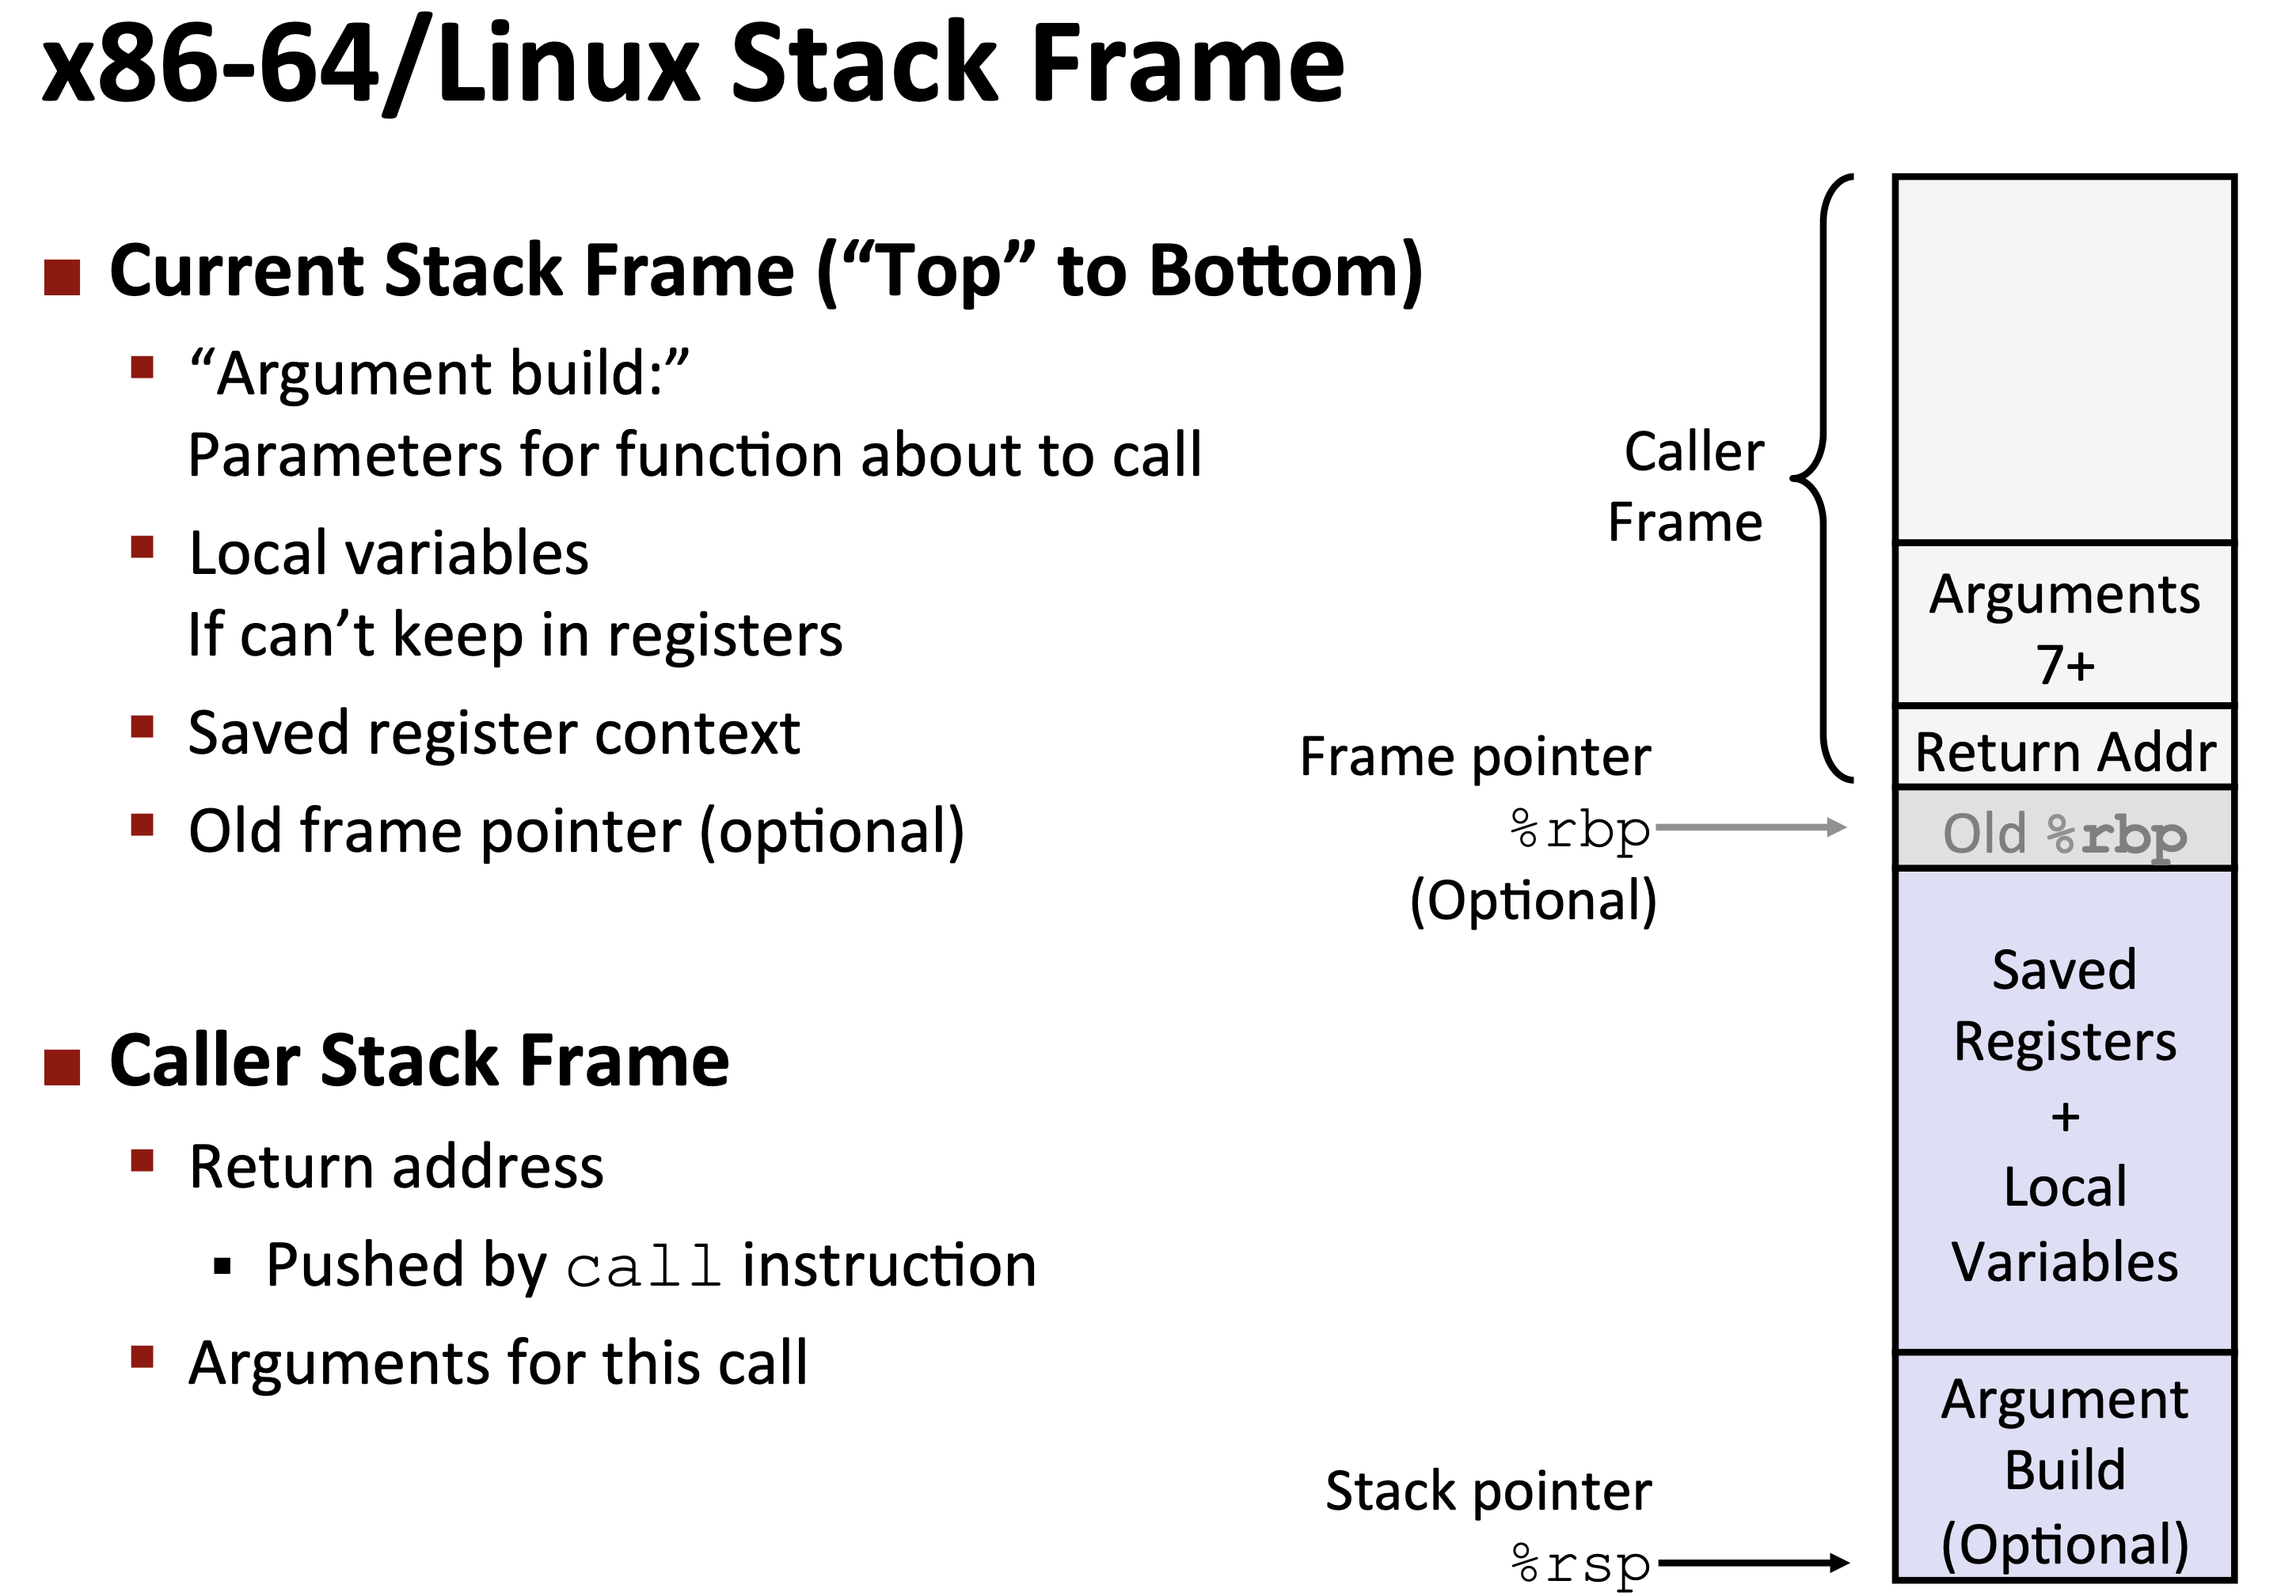 x86-64/Linux Stack Frame
Current Stack Frame (“Top” to Bottom)
“Argument build:”
Parameters for function about to call
Local variables
If can’t keep in registers
Saved register context
Old frame pointer (optional)
Caller Stack Frame
Return address
Pushed by call instruction
Arguments for this call
Caller
Frame
Frame pointer
%rbp
(Optional)
Stack pointer
%rsp
Arguments
7+
Return Addr
Old %rbp
Saved
Registers
+
Local
Variables
Argument
Build
(Optional)